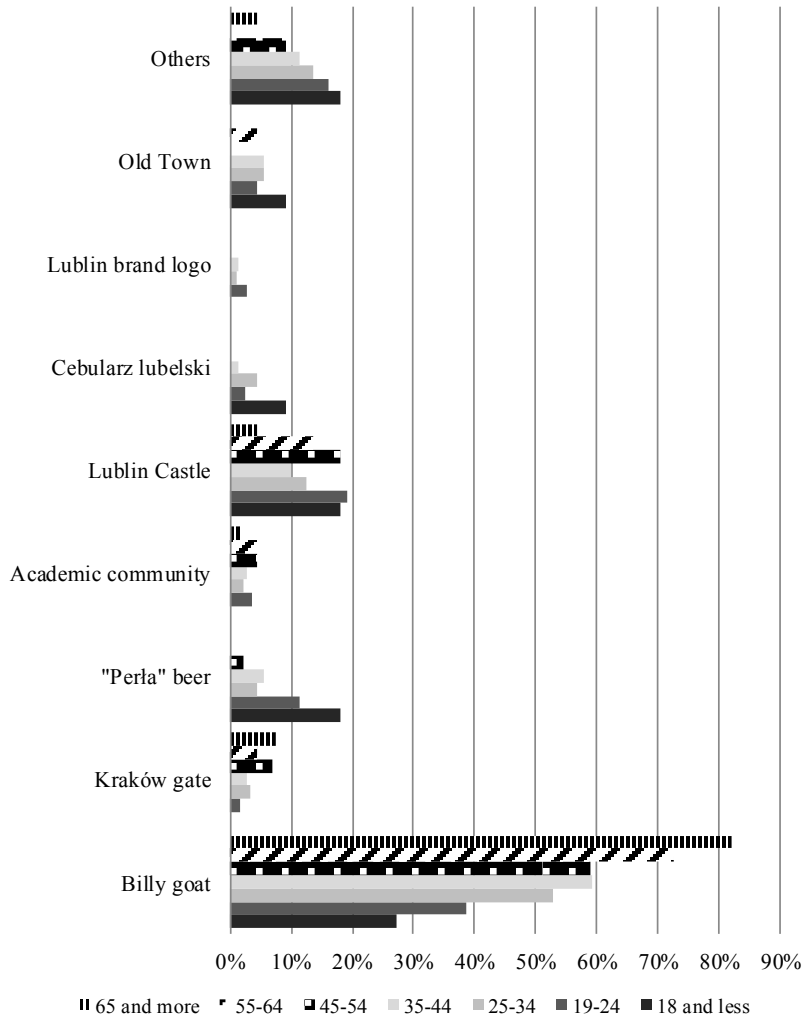 Others
Old Town
Lublin brand logo
Cebularz lubelski
Lublin Castle
Academic community
"Perła" beer
Kraków gate
Billy goat
0% 10% 20% 30% 40% 50% 60% 70% 80% 90%
65 and more 55-64 45-54 35-44 25-34 19-24 18 and less